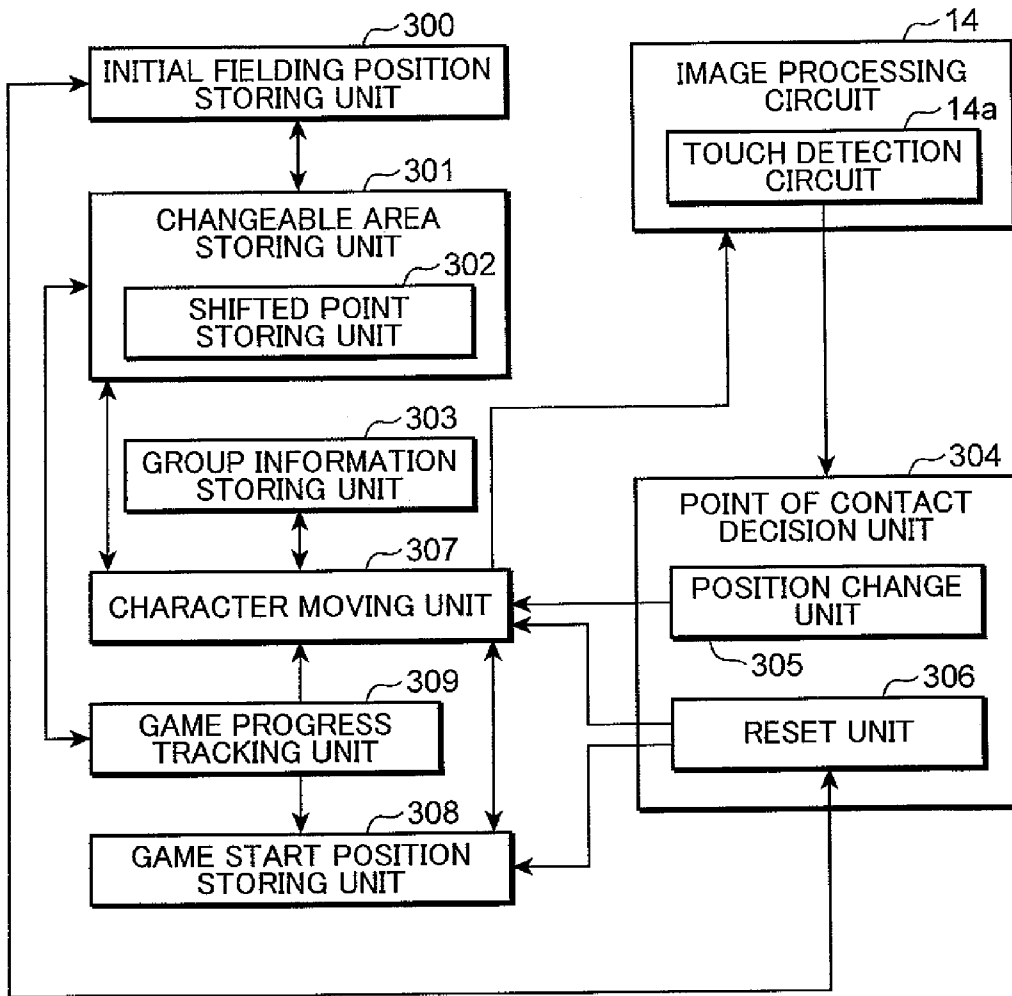 300
INITIAL FIELDING POSITION
STORING UNIT
301
CHANGEABLE AREA
STORING UNIT
302
SHIFTED POINT
STORING UNIT
303
GROUP INFORMATION
STORING UNIT
307
CHARACTER MOVING UNIT
309
GAME PROGRESS
TRACKING UNIT
308
GAME START POSITION
STORING UNIT
14
IMAGE PROCESSING
CIRCUIT
14a
TOUCH DETECTION
CIRCUIT
304
POINT OF CONTACT
DECISION UNIT
POSITION CHANGE
UNIT
305
306
RESET UNIT